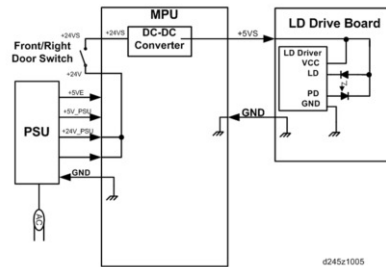 MPU
LD Drive Board
+24VS
+24VS
DC-DC
Converter
+5VS
Front/Right
Door Switch
+24V
LD Driver
VCC
LD
PD
GND
PSU
+5VE
+5V_PSU
+24V_PSU
GND
GND
AC
d245z1005